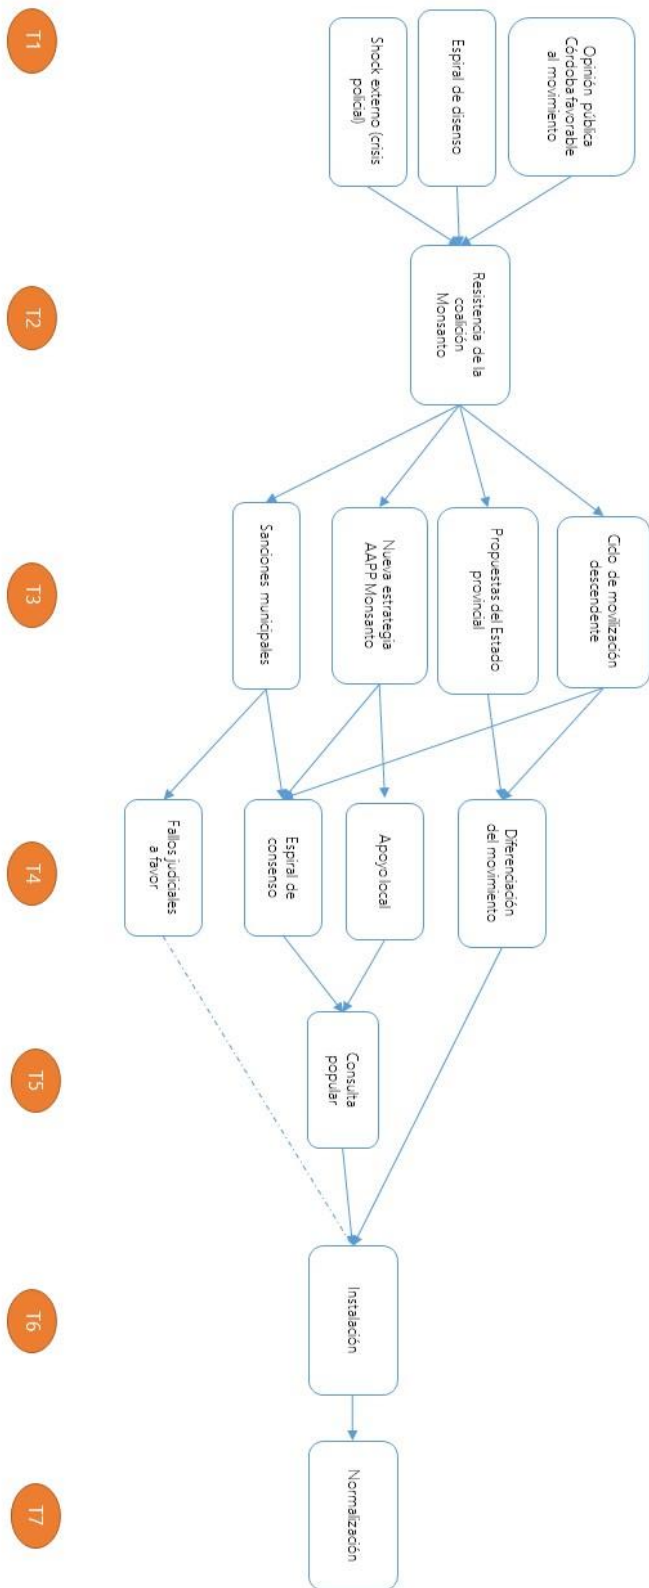 Opinión pública
Córdoba favorable
al movimiento
Espiral de disenso
Shock externo (crisis
policial)
Resistencia de la
coalición
Monsanto
Ciclo de movilización
descendente
Propuestas del Estado
provincial
Nueva estrategia
AAPP Monsanto
Sanciones municipales
Diferenciación
del movimiento
Apoyo local
Espiral de
consenso
Fallos judiciales
a favor
Consulta
popular
Instalación
Normalización
T1
T2
T3
T4
T5
T6
T7